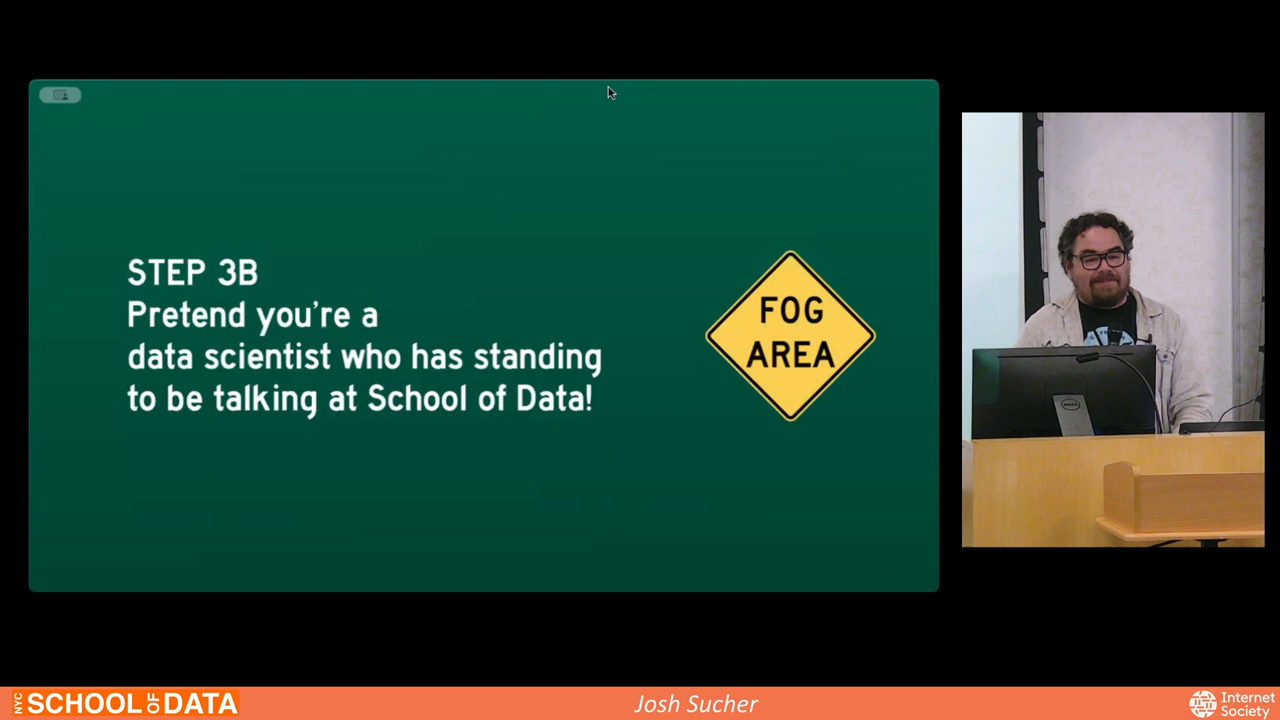 STEP 3B
Pretend you're a
data scientist who has standing
to be talking at School of Data!
FOG
AREA
DELL
NYC SCHOOL OF DATA
Josh Sucher
Internet
Society